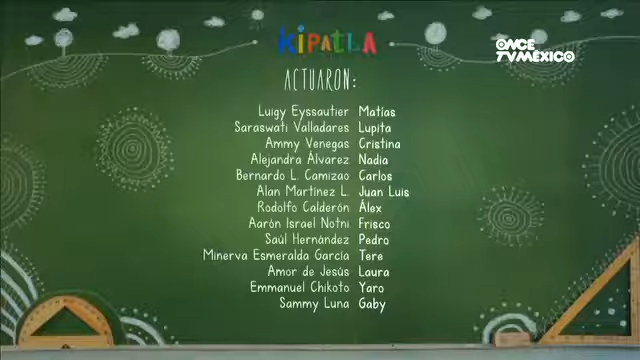 KIPATLA
ONCE
TV MÉXICO
ACTUARON:
Luigy Eyssautier Matías
Saraswati Valladares Lupita
Ammy Venegas Cristina
Alejandra Álvarez Nadia
Bernardo L. Camizao Carlos
Alan Martínez L. Juan Luis
Rodolfo Calderón Álex
Aarón Israel Notni Frisco
Saúl Hernández Pedro
Minerva Esmeralda García Tere
Amor de Jesús Laura
Emmanuel Chikoto Yaro
Sammy Luna Gaby